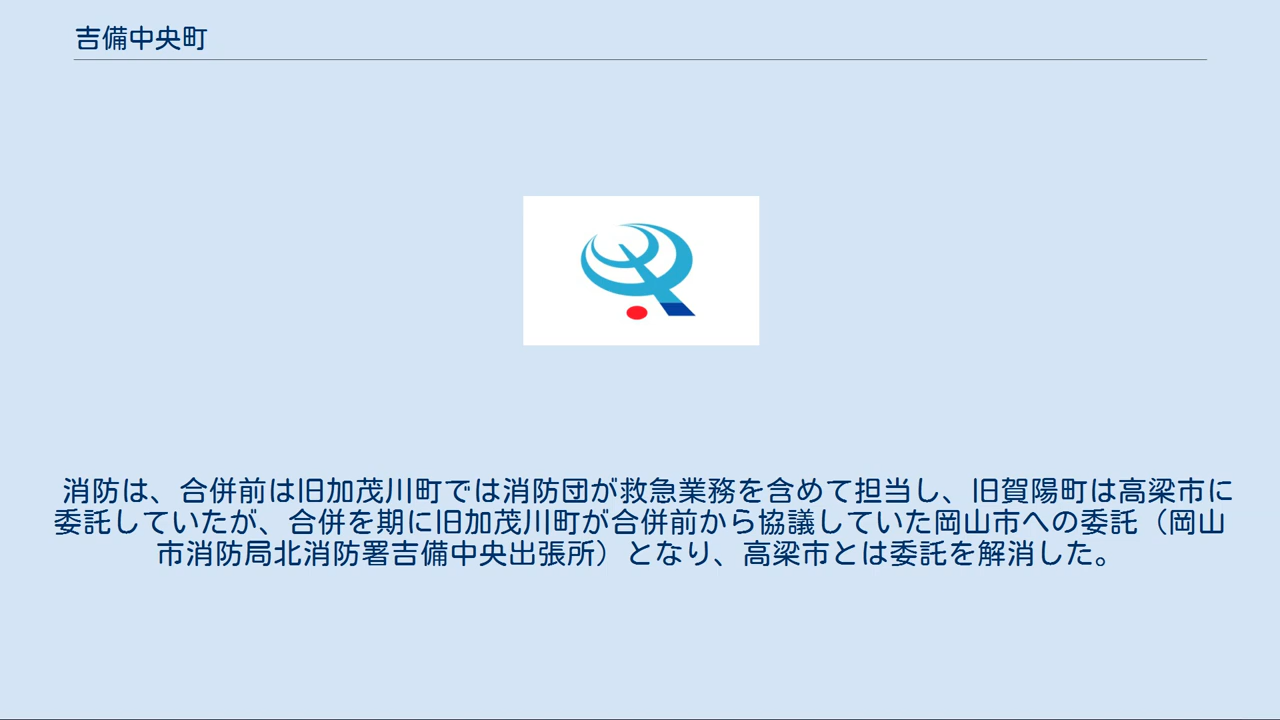 吉備中央町
消防は、合併前は旧加茂川町では消防団が救急業務を含めて担当し、旧賀陽町は高梁市に
委託していたが、合併を期に旧加茂川町が合併前から協議していた岡山市への委託（岡山
市消防局北消防署吉備中央出張所）となり、高梁市とは委託を解消した。